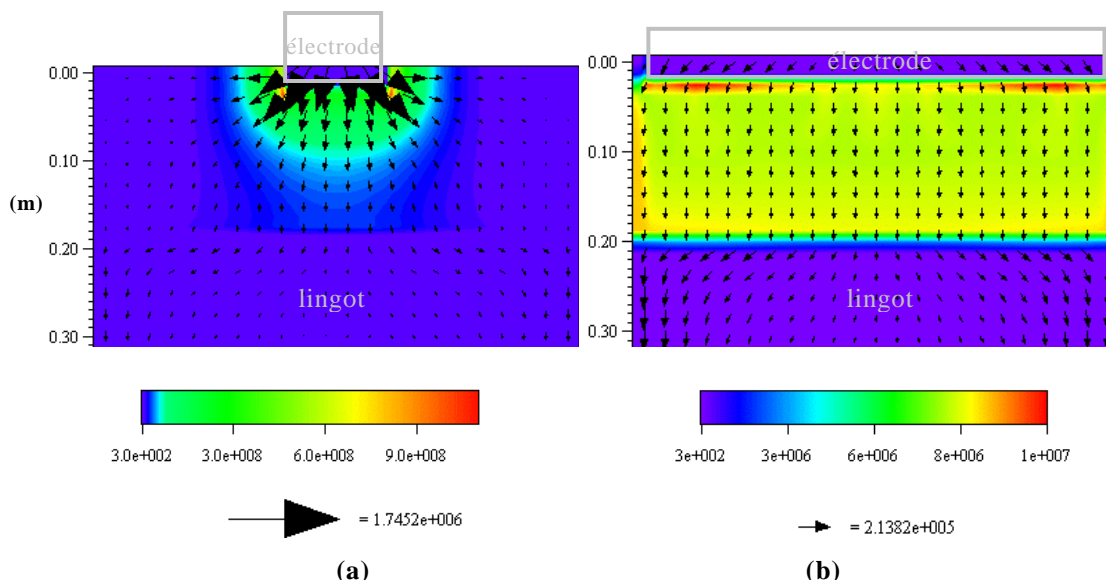 électrode
0.00
0.10
(m)
0.20
lingot
0.30
3.0e+002 3.0e+008 6.0e+008 9.0e+008
= 1.7452e+006
(a)
électrode
0.00
0.10
0.20
lingot
0.30
3e+002 3e+006 6e+006 8e+006 1e+007
= 2.1382e+005
(b)